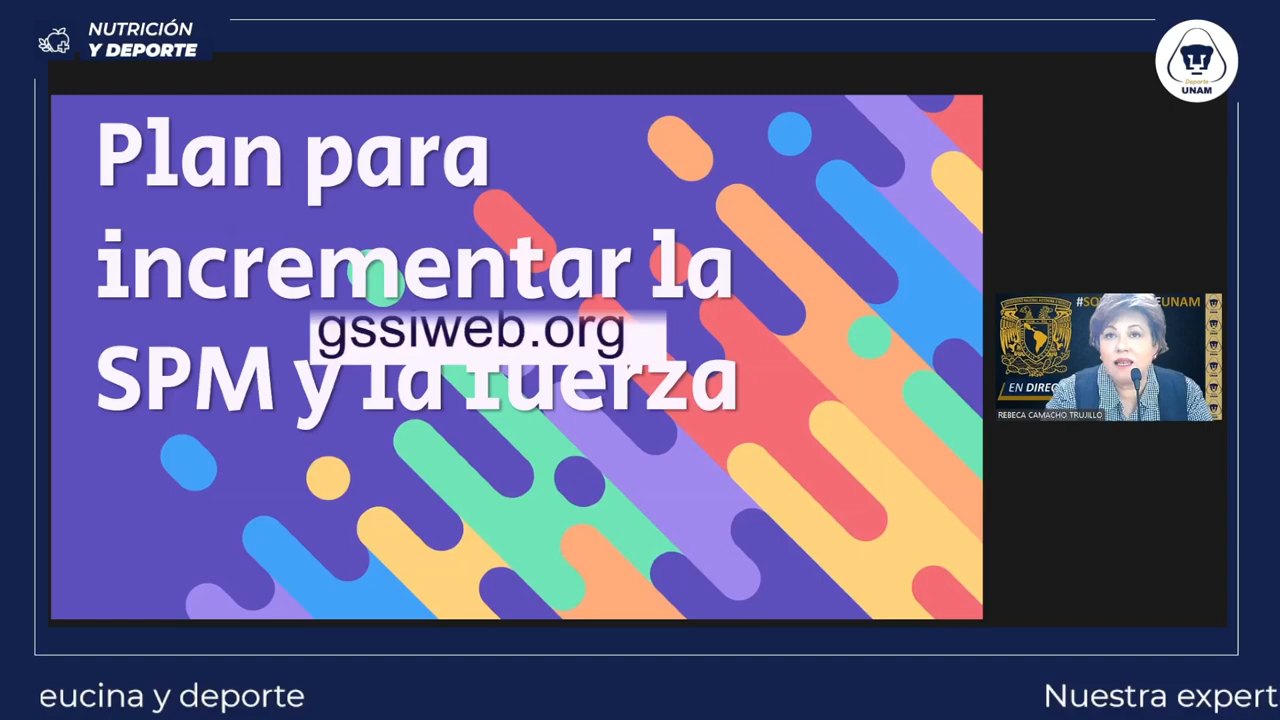 NUTRICIÓN
Y DEPORTE
Deporte
UNAM
Plan para
incrementar la
gssiweb.org
SPM y la fuerza
EN DIREC
REBECA CAMACHO TRUJILLO
eucina y deporte
Nuestra expert